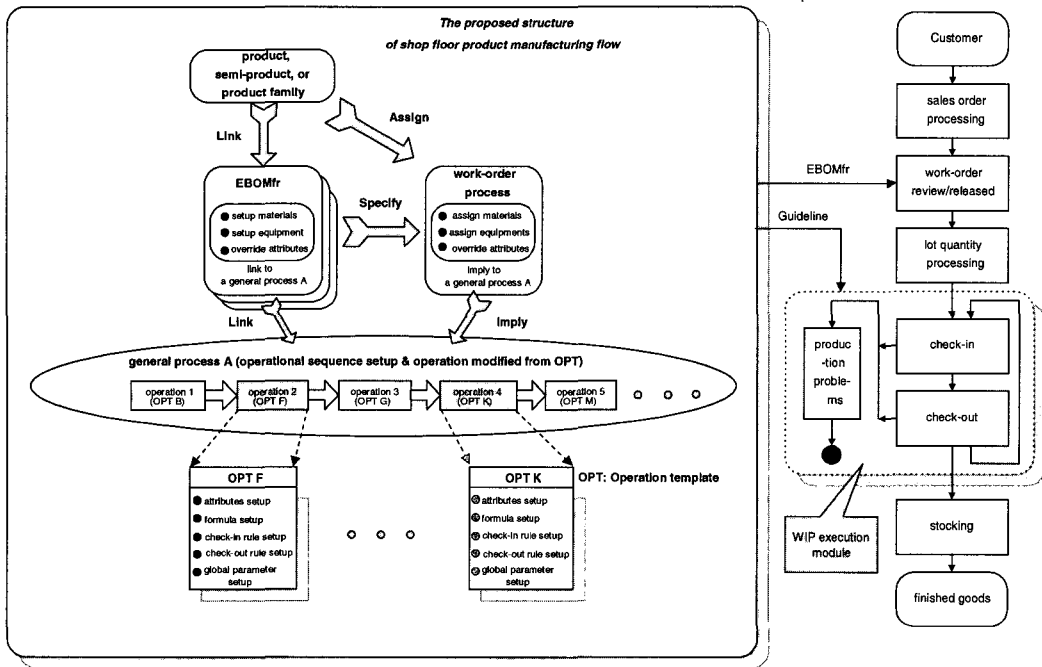 The proposed structure
of shop floor product manufacturing flow
product,
semi-product, or
product family
Link
Assign
EBOMfr
setup materials
setup equipment
override attributes
link to
a general process A
Specify
work-order
process
assign materials
assign equipments
override attributes
Imply to
a general process A
Link
Imply
general process A (operational sequence setup & operation modified from OPT)
operation 1
(OPT B)
operation 2
(OPT F)
operation 3
(OPT G)
operation 4
(OPT K)
operation 5
(OPT M)
OPT F
attributes setup
formula setup
check-in rule setup
check-out rule setup
global parameter
setup
OPT K
attributes setup
formula setup
check-in rule setup
check-out rule setup
global parameter
setup
OPT: Operation template
EBOMfr
Guideline
Customer
sales order
processing
work-order
review/released
lot quantity
processing
produc
-tion
proble-
ms
check-in
check-out
WIP execution
module
stocking
finished goods